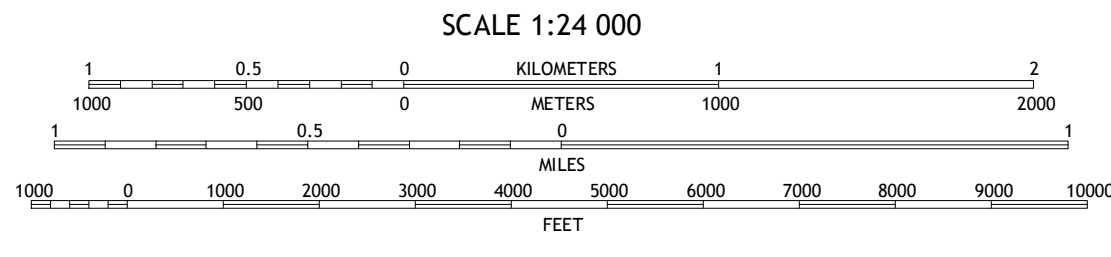 SCALE 1:24 000
1 0.5 0 KILOMETERS 1 2
1000 500 0 METERS 1000 2000
1 0.5 0 1
MILES
1000 0 1000 2000 3000 4000 5000 6000 7000 8000 9000 10000
FEET